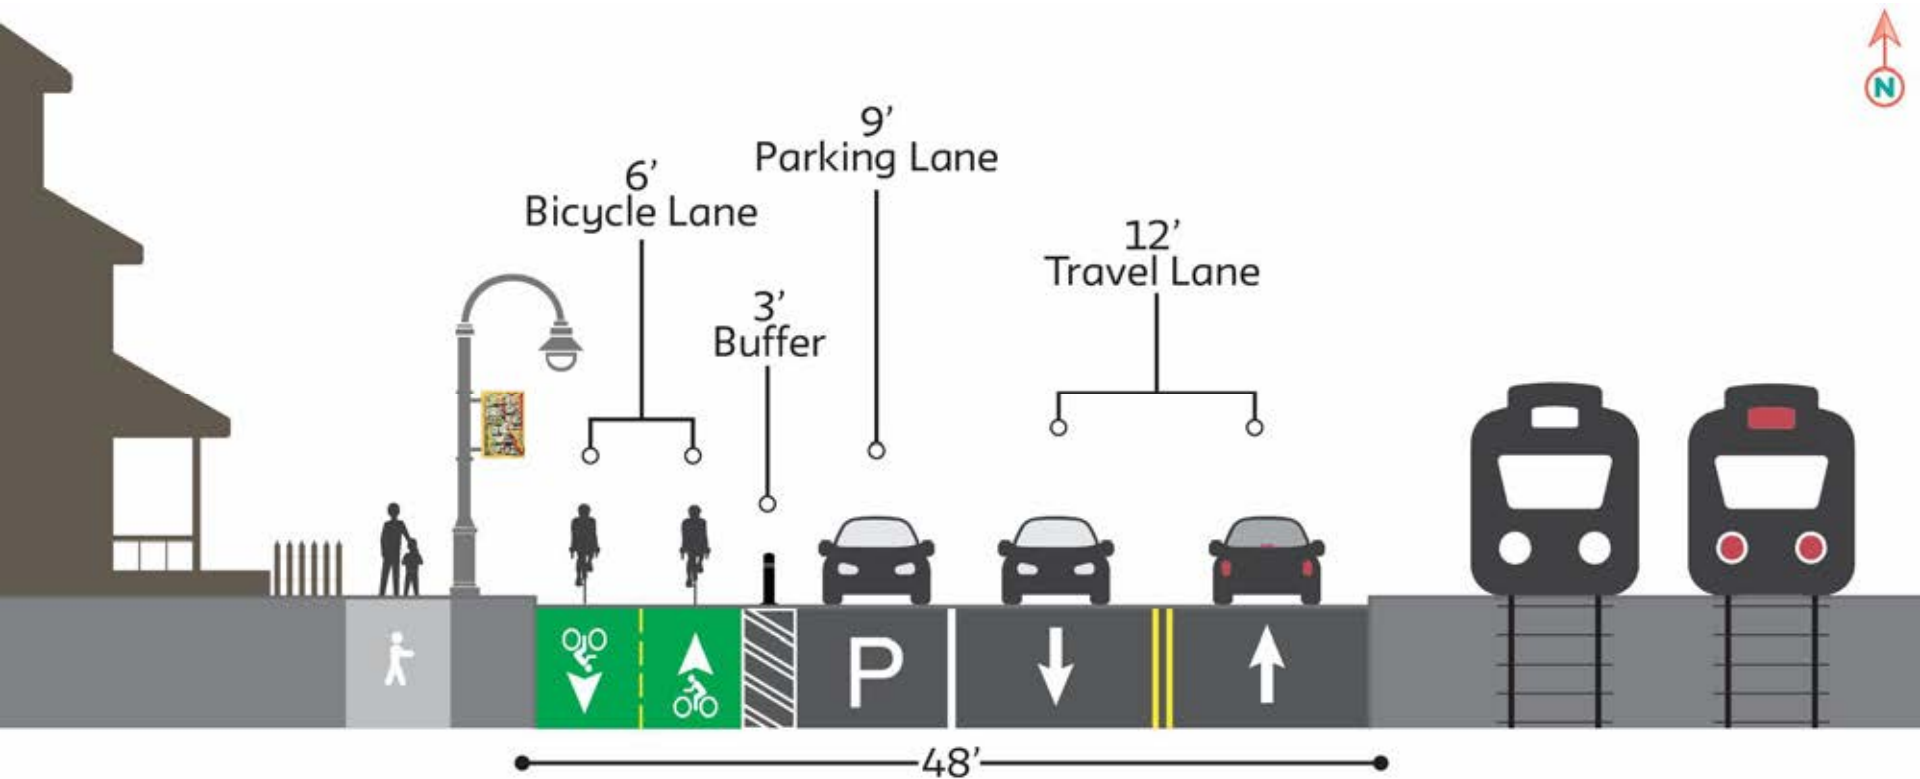 N
9’
Parking Lane
6’
Bicycle Lane
12’
Travel Lane
3’
Buffer
P
48’